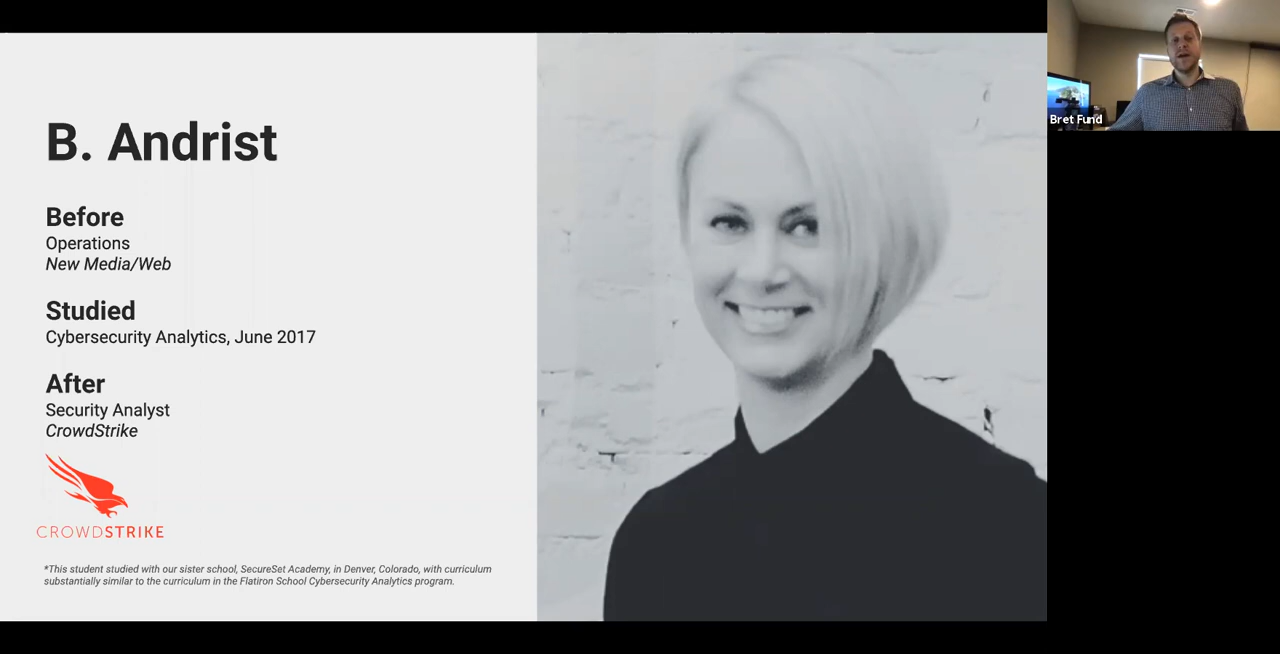 B. Andrist
Before
Operations
New Media/Web
Studied
Cybersecurity Analytics, June 2017
After
Security Analyst
CrowdStrike
CROWDSTRIKE
*This student studied with our sister school, SecureSet Academy, in Denver, Colorado, with curriculum
substantially similar to the curriculum in the Flatiron School Cybersecurity Analytics program.
Bret Fund